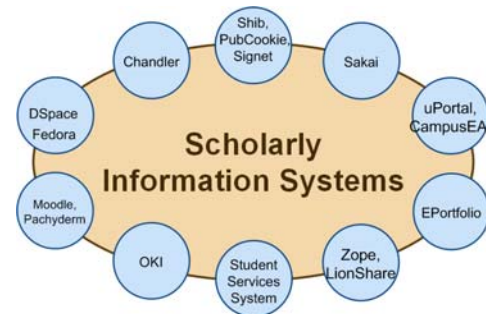 Shib,
PubCookie,
Signet
Chandler
Sakai
DSpace
Fedora
uPortal,
CampusEA
Scholarly
Information Systems
Moodle,
Pachyderm
EPortfolio
OKI
Student
Services
System
Zope,
LionShare